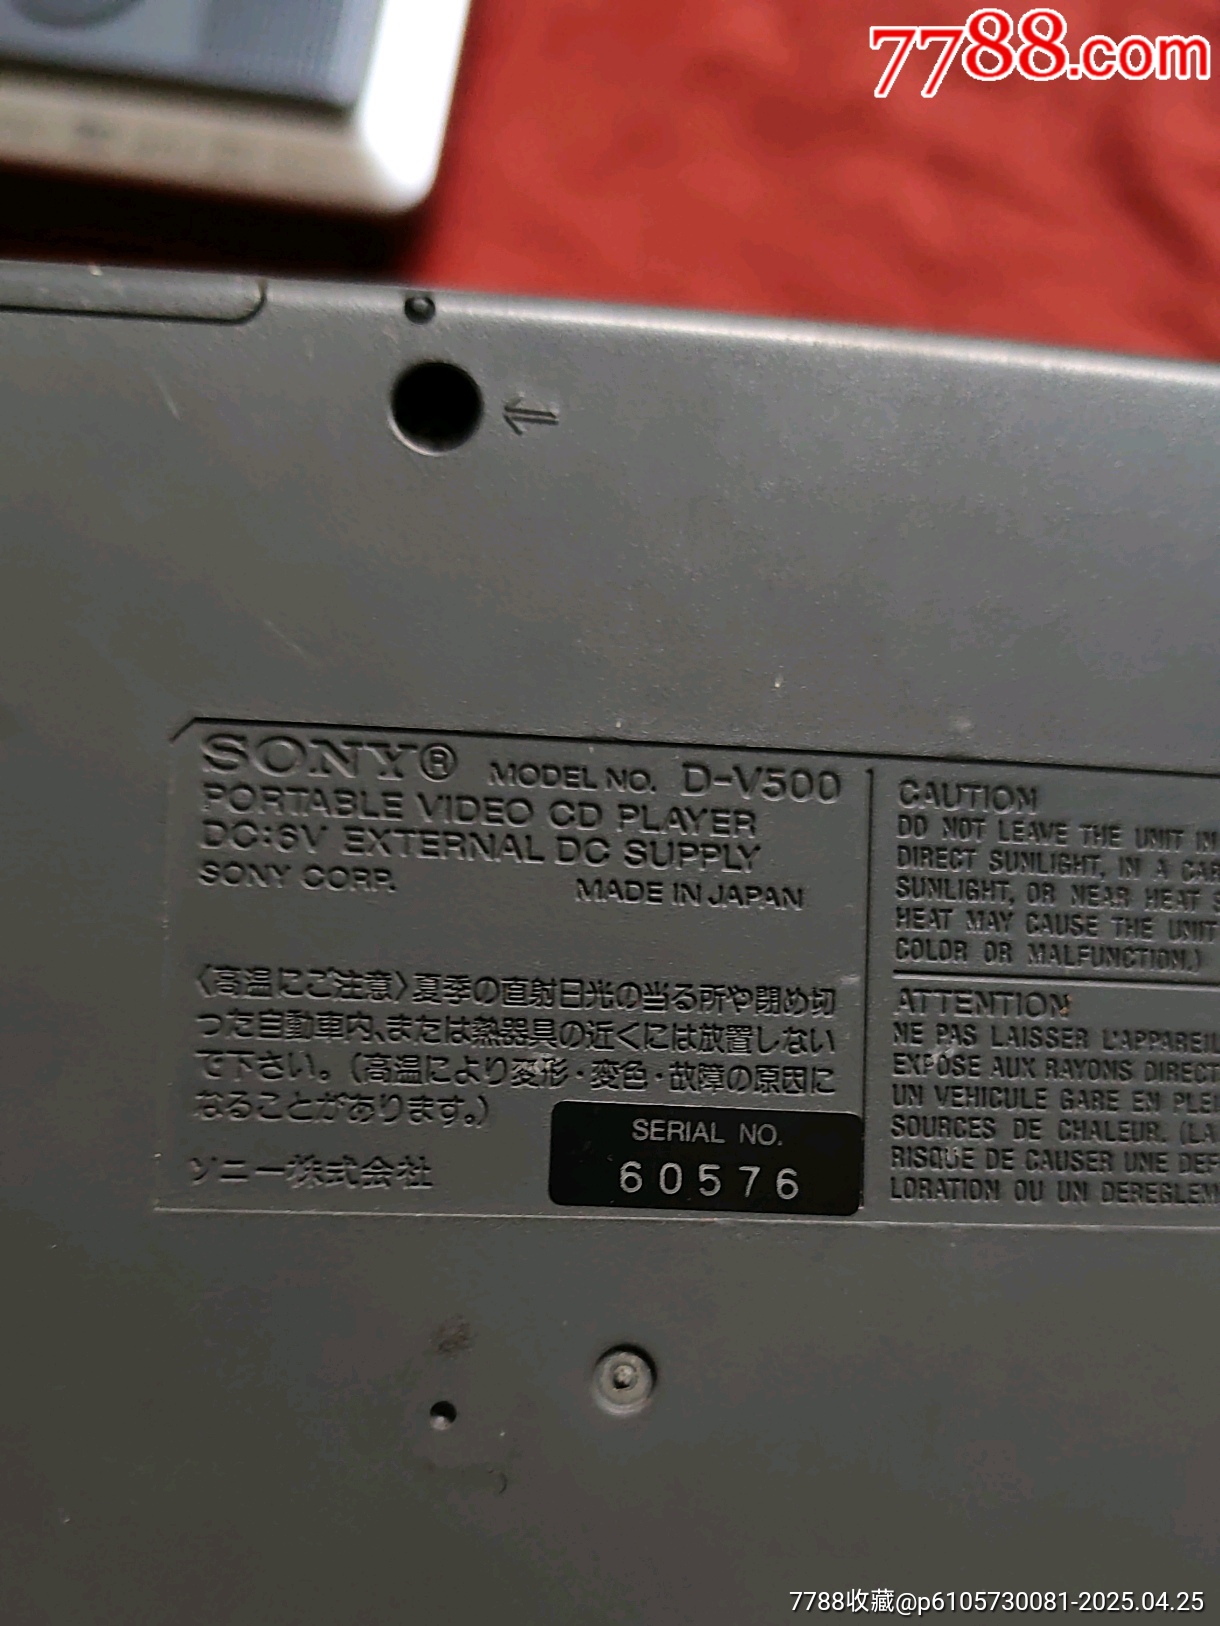 7788.com
SONY® MODEL NO. D-V500
PORTABLE VIDEO CD PLAYER
DC:6V EXTERNAL DC SUPPLY
SONY CORP. MADE IN JAPAN
〈高温にご注意〉夏季の直射日光の当る所や閉め切
った自動車内、または熱器具の近くには放置しない
で下さい。(高温により変形・変色・故障の原因に
なることがあります。)
ソニー株式会社
SERIAL NO.
60576
CAUTION
DO NOT LEAVE THE UNIT IN
DIRECT SUNLIGHT, IN A CAR
SUNLIGHT, OR NEAR HEAT S
HEAT MAY CAUSE THE UNIT
COLOR OR MALFUNCTION.)
ATTENTION
NE PAS LAISSER L'APPAREIL
EXPOSE AUX RAYONS DIRECT
UN VEHICULE GARE EN PLEI
SOURCES DE CHALEUR. (LA
RISQUE DE CAUSER UNE DEF
LORATION OU UN DEREGLEM
7788收藏@p6105730081-2025.04.25